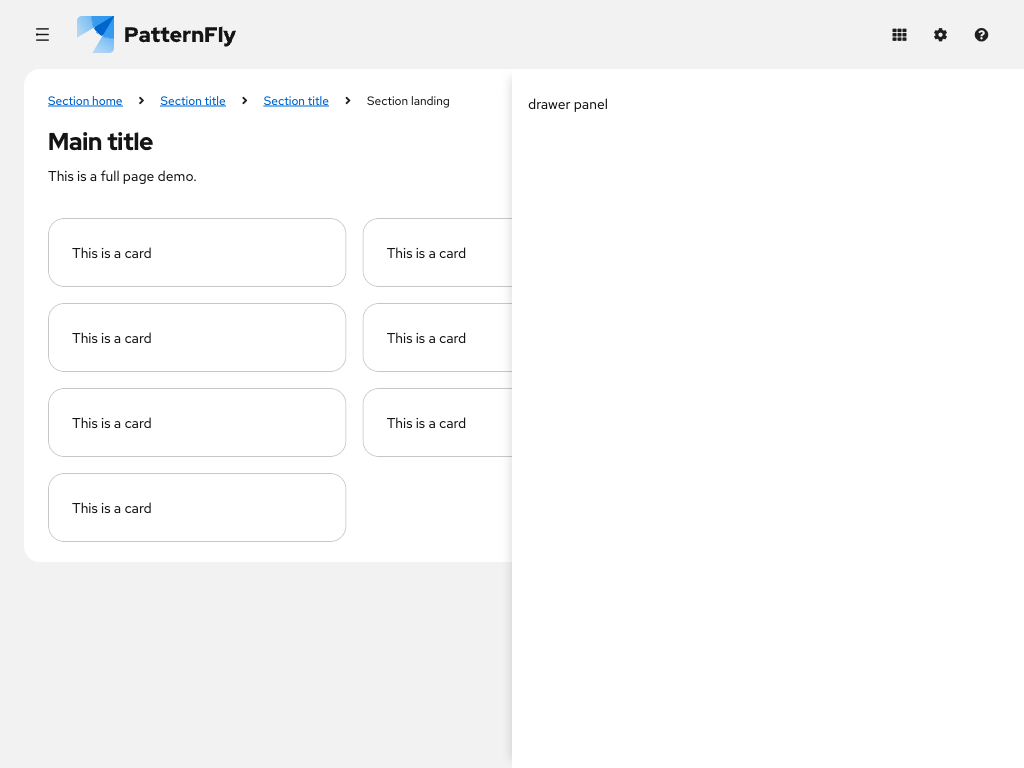 PatternFly
Section home Section title Section title Section landing
Main title
This is a full page demo.
This is a card This is a card
This is a card This is a card
This is a card This is a card
This is a card
drawer panel